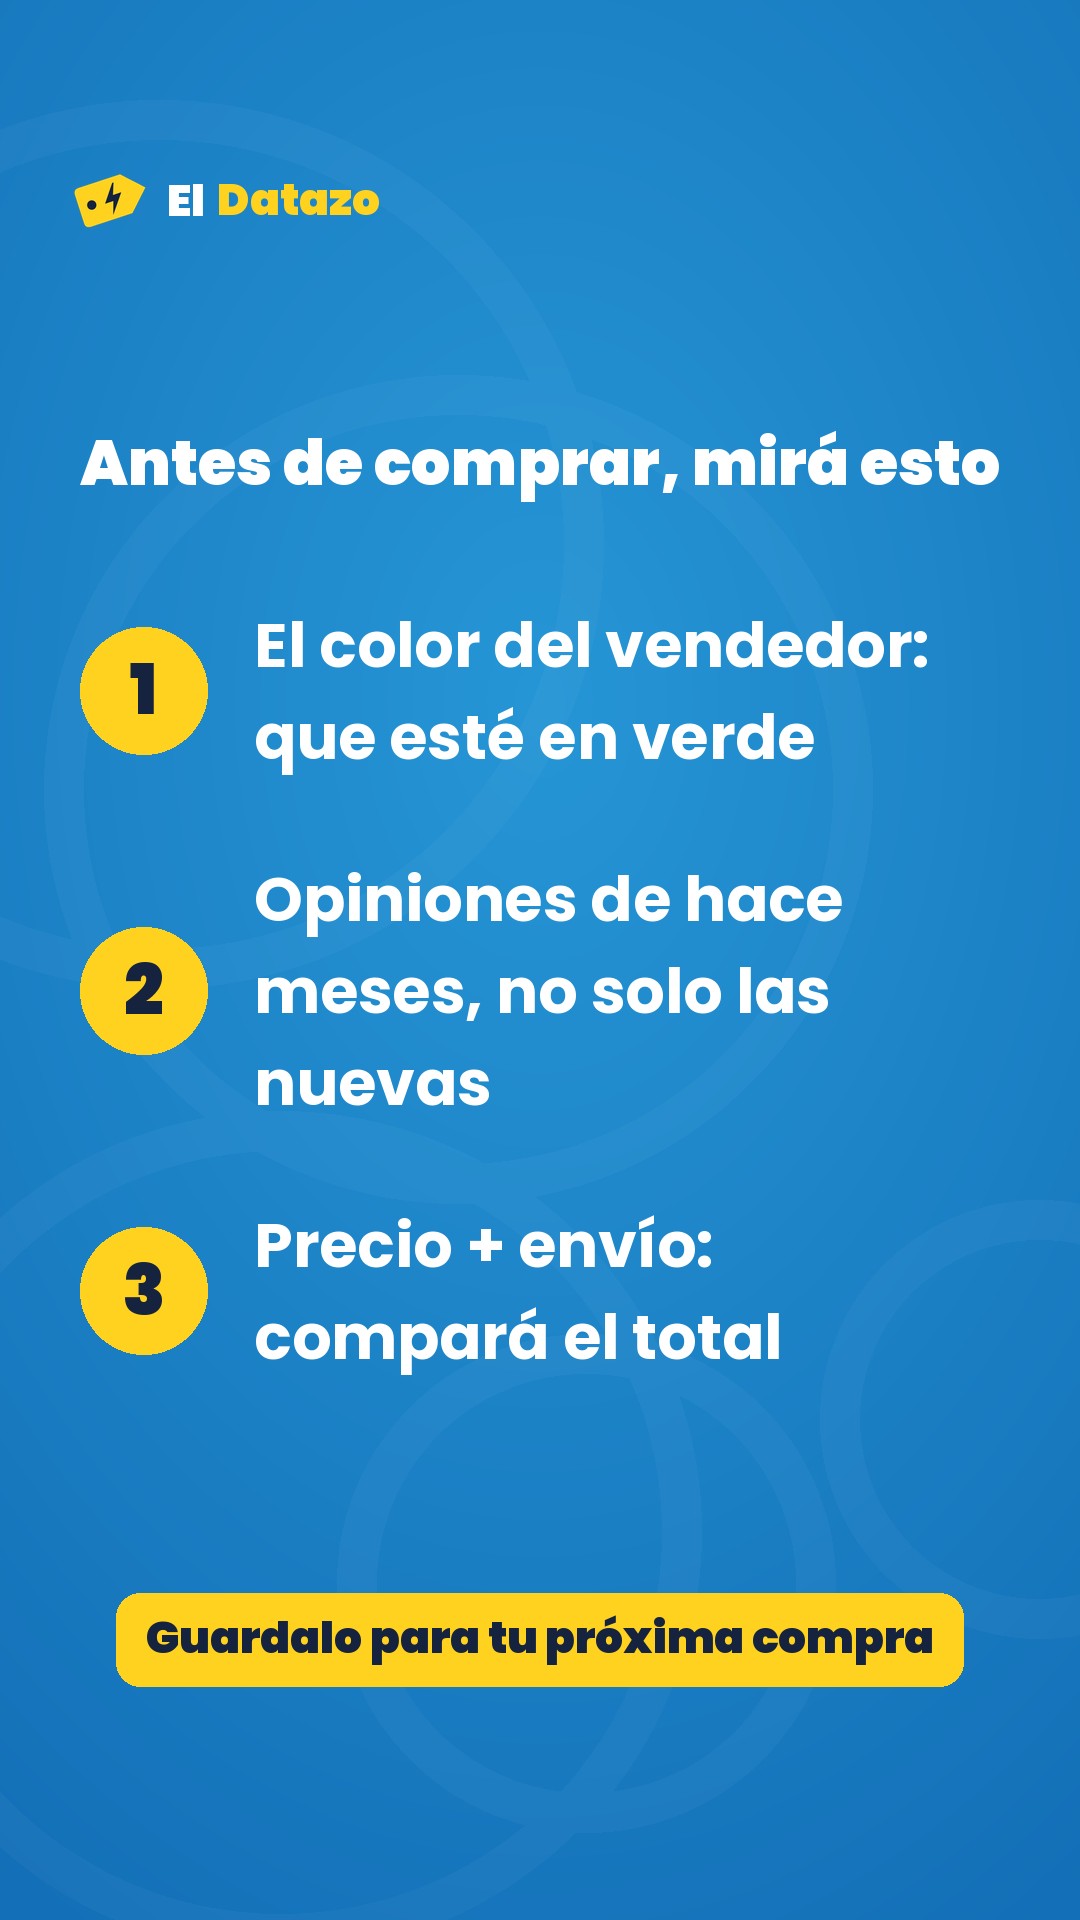 El Datazo
Antes de comprar, mirá esto
1
El color del vendedor:
que esté en verde
2
Opiniones de hace
meses, no solo las
nuevas
3
Precio + envío:
compará el total
Guardalo para tu próxima compra